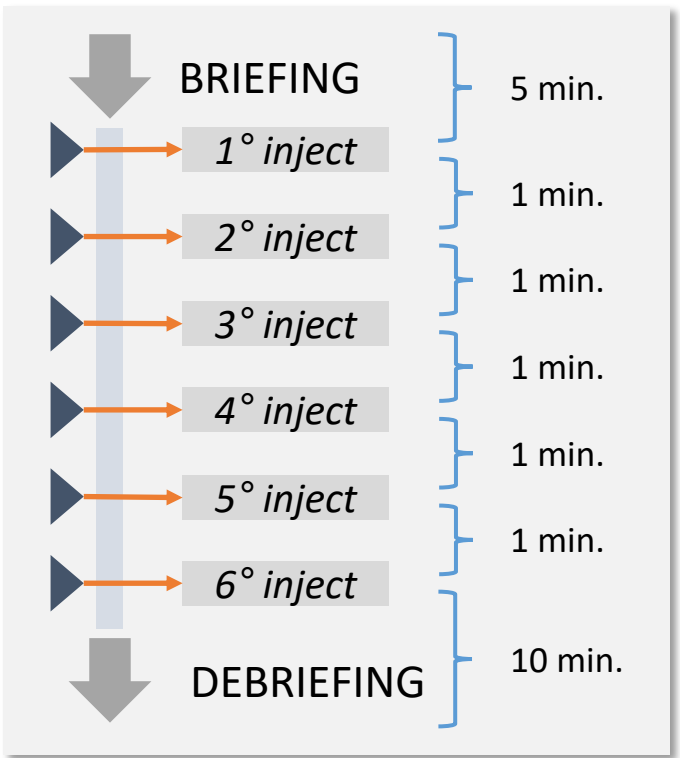 BRIEFING
5 min.
1° inject
1 min.
2° inject
1 min.
3° inject
1 min.
4° inject
1 min.
5° inject
1 min.
6° inject
10 min.
DEBRIEFING